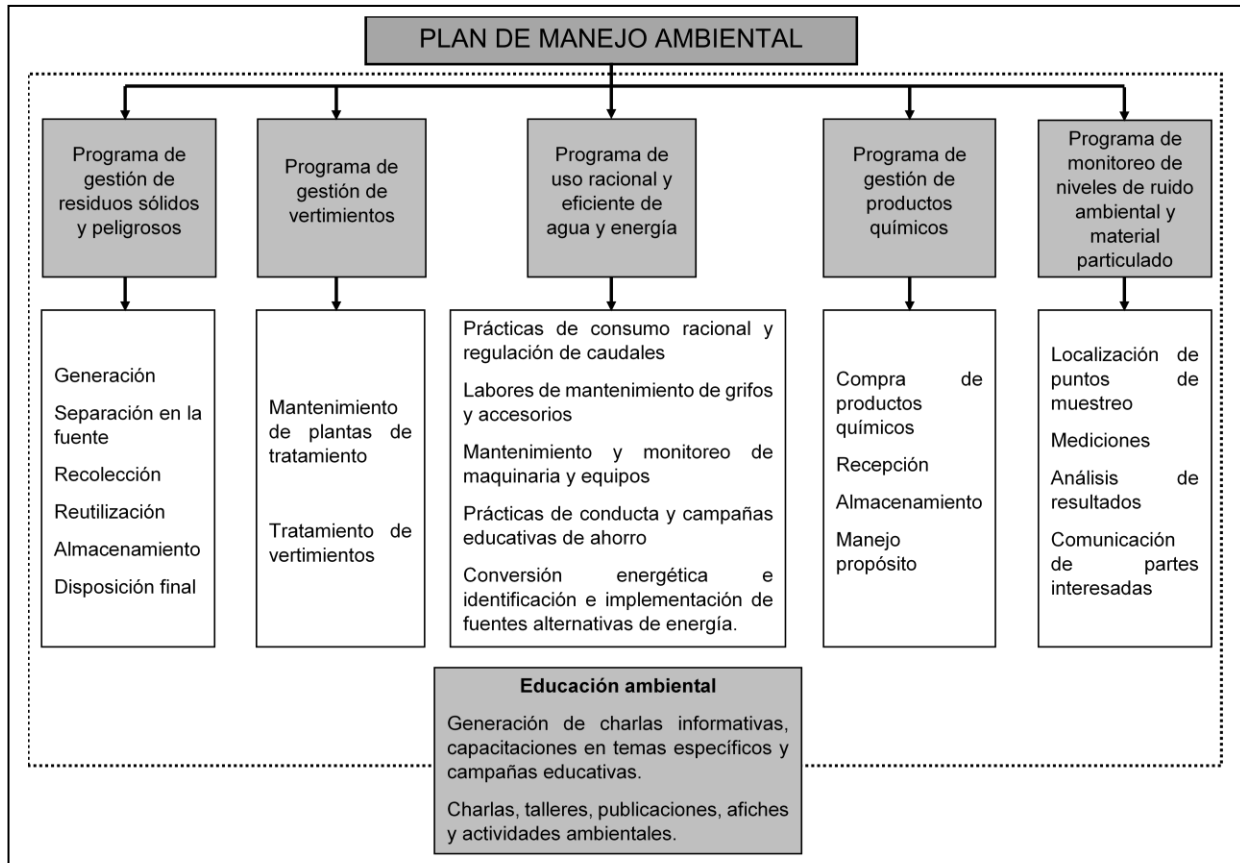 PLAN DE MANEJO AMBIENTAL
Programa de
gestión de
residuos sólidos
y peligrosos
Programa de
gestión de
vertimientos
Programa de
uso racional y
eficiente de
agua y energía
Programa de
gestión de
productos
químicos
Programa de
monitoreo de
niveles de ruido
ambiental y
material
particulado
Generación
Separación en la
fuente
Recolección
Reutilización
Almacenamiento
Disposición final
Mantenimiento
de plantas de
tratamiento
Tratamiento de
vertimientos
Prácticas de consumo racional y
regulación de caudales
Labores de mantenimiento de grifos
y accesorios
Mantenimiento y monitoreo de
maquinaria y equipos
Prácticas de conducta y campañas
educativas de ahorro
Conversión energética e
identificación e implementación de
fuentes alternativas de energía.
Compra de
productos
químicos
Recepción
Almacenamiento
Manejo
propósito
Localización de
puntos de
muestreo
Mediciones
Análisis de
resultados
Comunicación
de partes
interesadas
Educación ambiental
Generación de charlas informativas,
capacitaciones en temas específicos y
campañas educativas.
Charlas, talleres, publicaciones, afiches
y actividades ambientales.